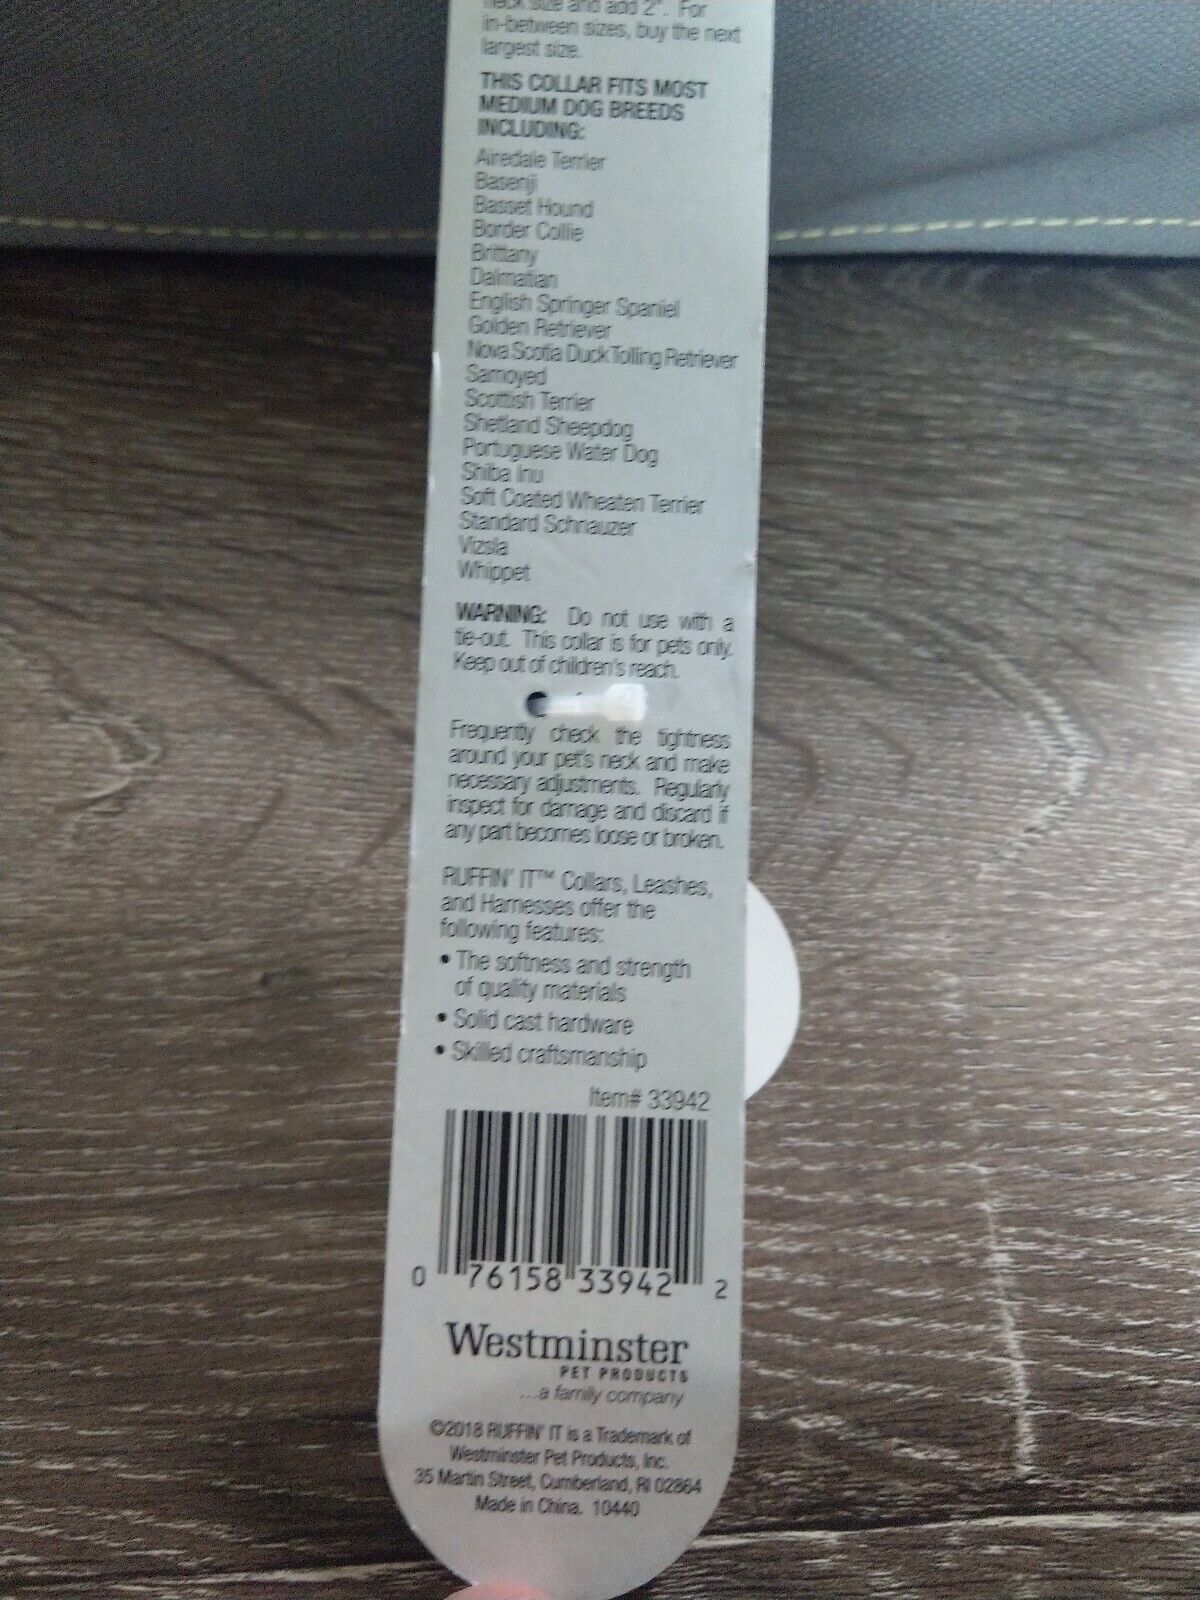 neck size and add 2". For
in-between sizes, buy the next
largest size.
THIS COLLAR FITS MOST
MEDIUM DOG BREEDS
INCLUDING:
Airedale Terrier
Basenji
Basset Hound
Border Collie
Brittany
Dalmatian
English Springer Spaniel
Golden Retriever
Nova Scotia Duck Tolling Retriever
Samoyed
Scottish Terrier
Shetland Sheepdog
Portuguese Water Dog
Shiba Inu
Soft Coated Wheaten Terrier
Standard Schnauzer
Vizsla
Whippet
WARNING: Do not use with a
tie-out. This collar is for pets only.
Keep out of children's reach.
Frequently check the tightness
around your pet's neck and make
necessary adjustments. Regularly
inspect for damage and discard if
any part becomes loose or broken.
RUFFIN' IT™ Collars, Leashes,
and Harnesses offer the
following features:
• The softness and strength
of quality materials
• Solid cast hardware
• Skilled craftsmanship
Item# 33942
0 76158 33942 2
Westminster
PET PRODUCTS
...a family company
©2018 RUFFIN' IT is a Trademark of
Westminster Pet Products, Inc.
35 Martin Street, Cumberland, RI 02864
Made in China. 10440